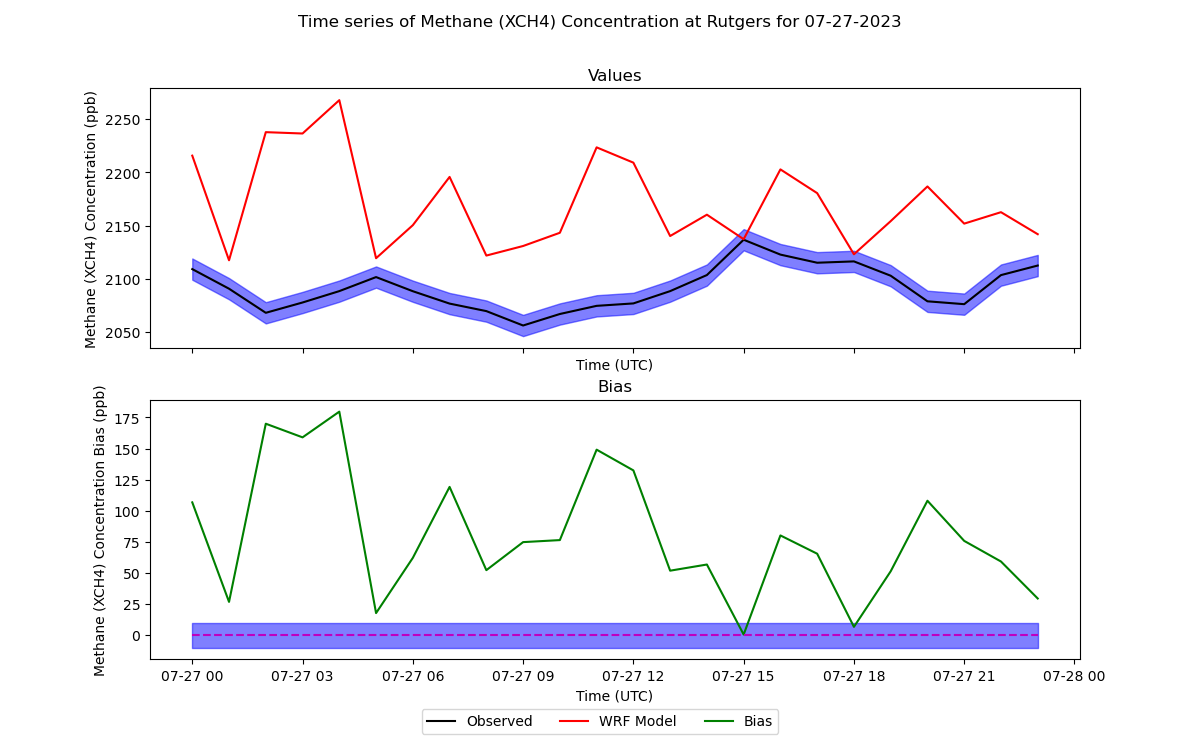 Time series of Methane (XCH4) Concentration at Rutgers for 07-27-2023
Values
Methane (XCH4) Concentration (ppb)
2250
2200
2150
2100
2050
Time (UTC)
Bias
Methane (XCH4) Concentration Bias (ppb)
175
150
125
100
75
50
25
0
07-27 00 07-27 03 07-27 06 07-27 09 07-27 12 07-27 15 07-27 18 07-27 21 07-28 00
Time (UTC)
Observed WRF Model Bias